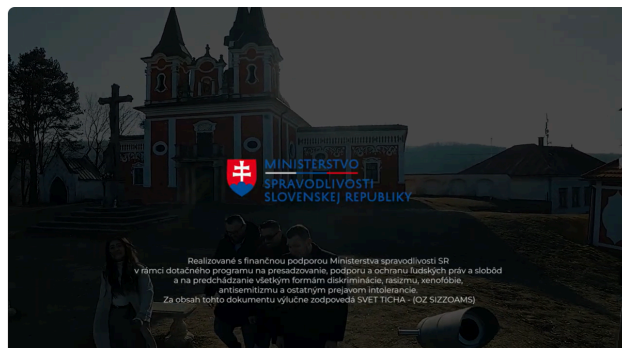 MINISTERSTVO
SPRAVODLIVOSTI
SLOVENSKEJ REPUBLIKY
Realizované s finančnou podporou Ministerstva spravodlivosti SR
v rámci dotačného programu na presadzovanie, podporu a ochranu ľudských práv a slobôd
a na predchádzanie všetkým formám diskriminácie, rasizmu, xenofóbie,
antisemitizmu a ostatným prejavom intolerancie.
Za obsah tohto dokumentu výlučne zodpovedá SVET TICHA - (OZ SIZZOAMS)